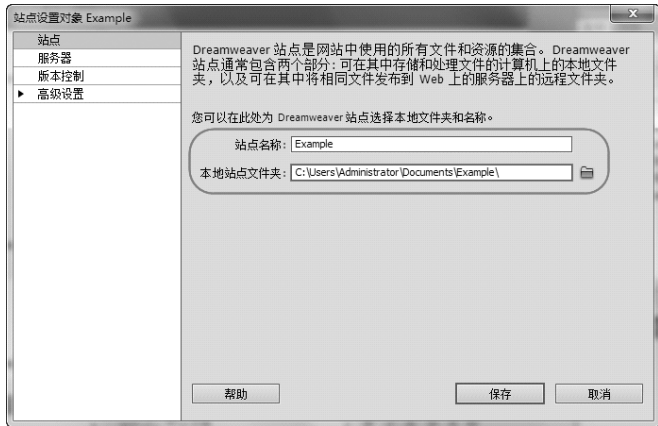 站点设置对象 Example
站点
服务器
版本控制
高级设置
Dreamweaver 站点是网站中使用的所有文件和资源的集合。Dreamweaver
站点通常包含两个部分:可在其中存储和处理文件的计算机上的本地文件
夹,以及可在其中将相同文件发布到 Web 上的服务器上的远程文件夹。
您可以在此处为 Dreamweaver 站点选择本地文件夹和名称。
站点名称: Example
本地站点文件夹: C:\Users\Administrator\Documents\Example\
帮助 保存 取消